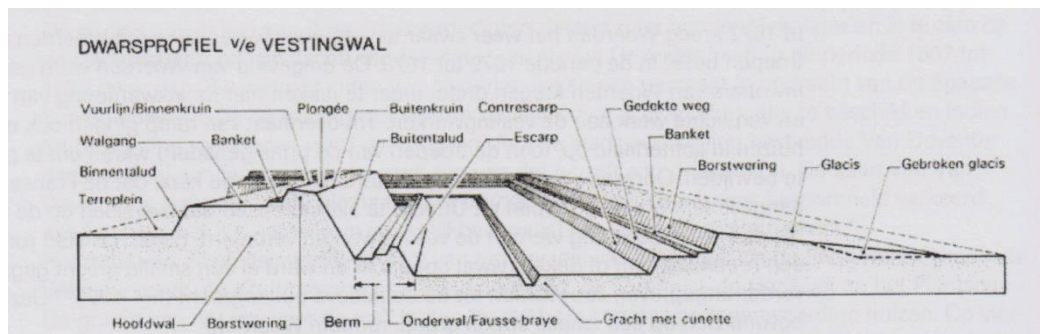 DWARSPROFIEL V/e VESTINGWAL
Vuurlijn/Binnenkruin
Plongée
Buitenkruin
Contrescarp
Gedekte weg
Walgang
Banket
Buitentalud
Escarp
Banket
Binnentalud
Borstwering
Glacis
Gebroken glacis
Terreplein
Hoofdwal
Borstwering
Berm
Onderwal/Fausse-braye
Gracht met cunette